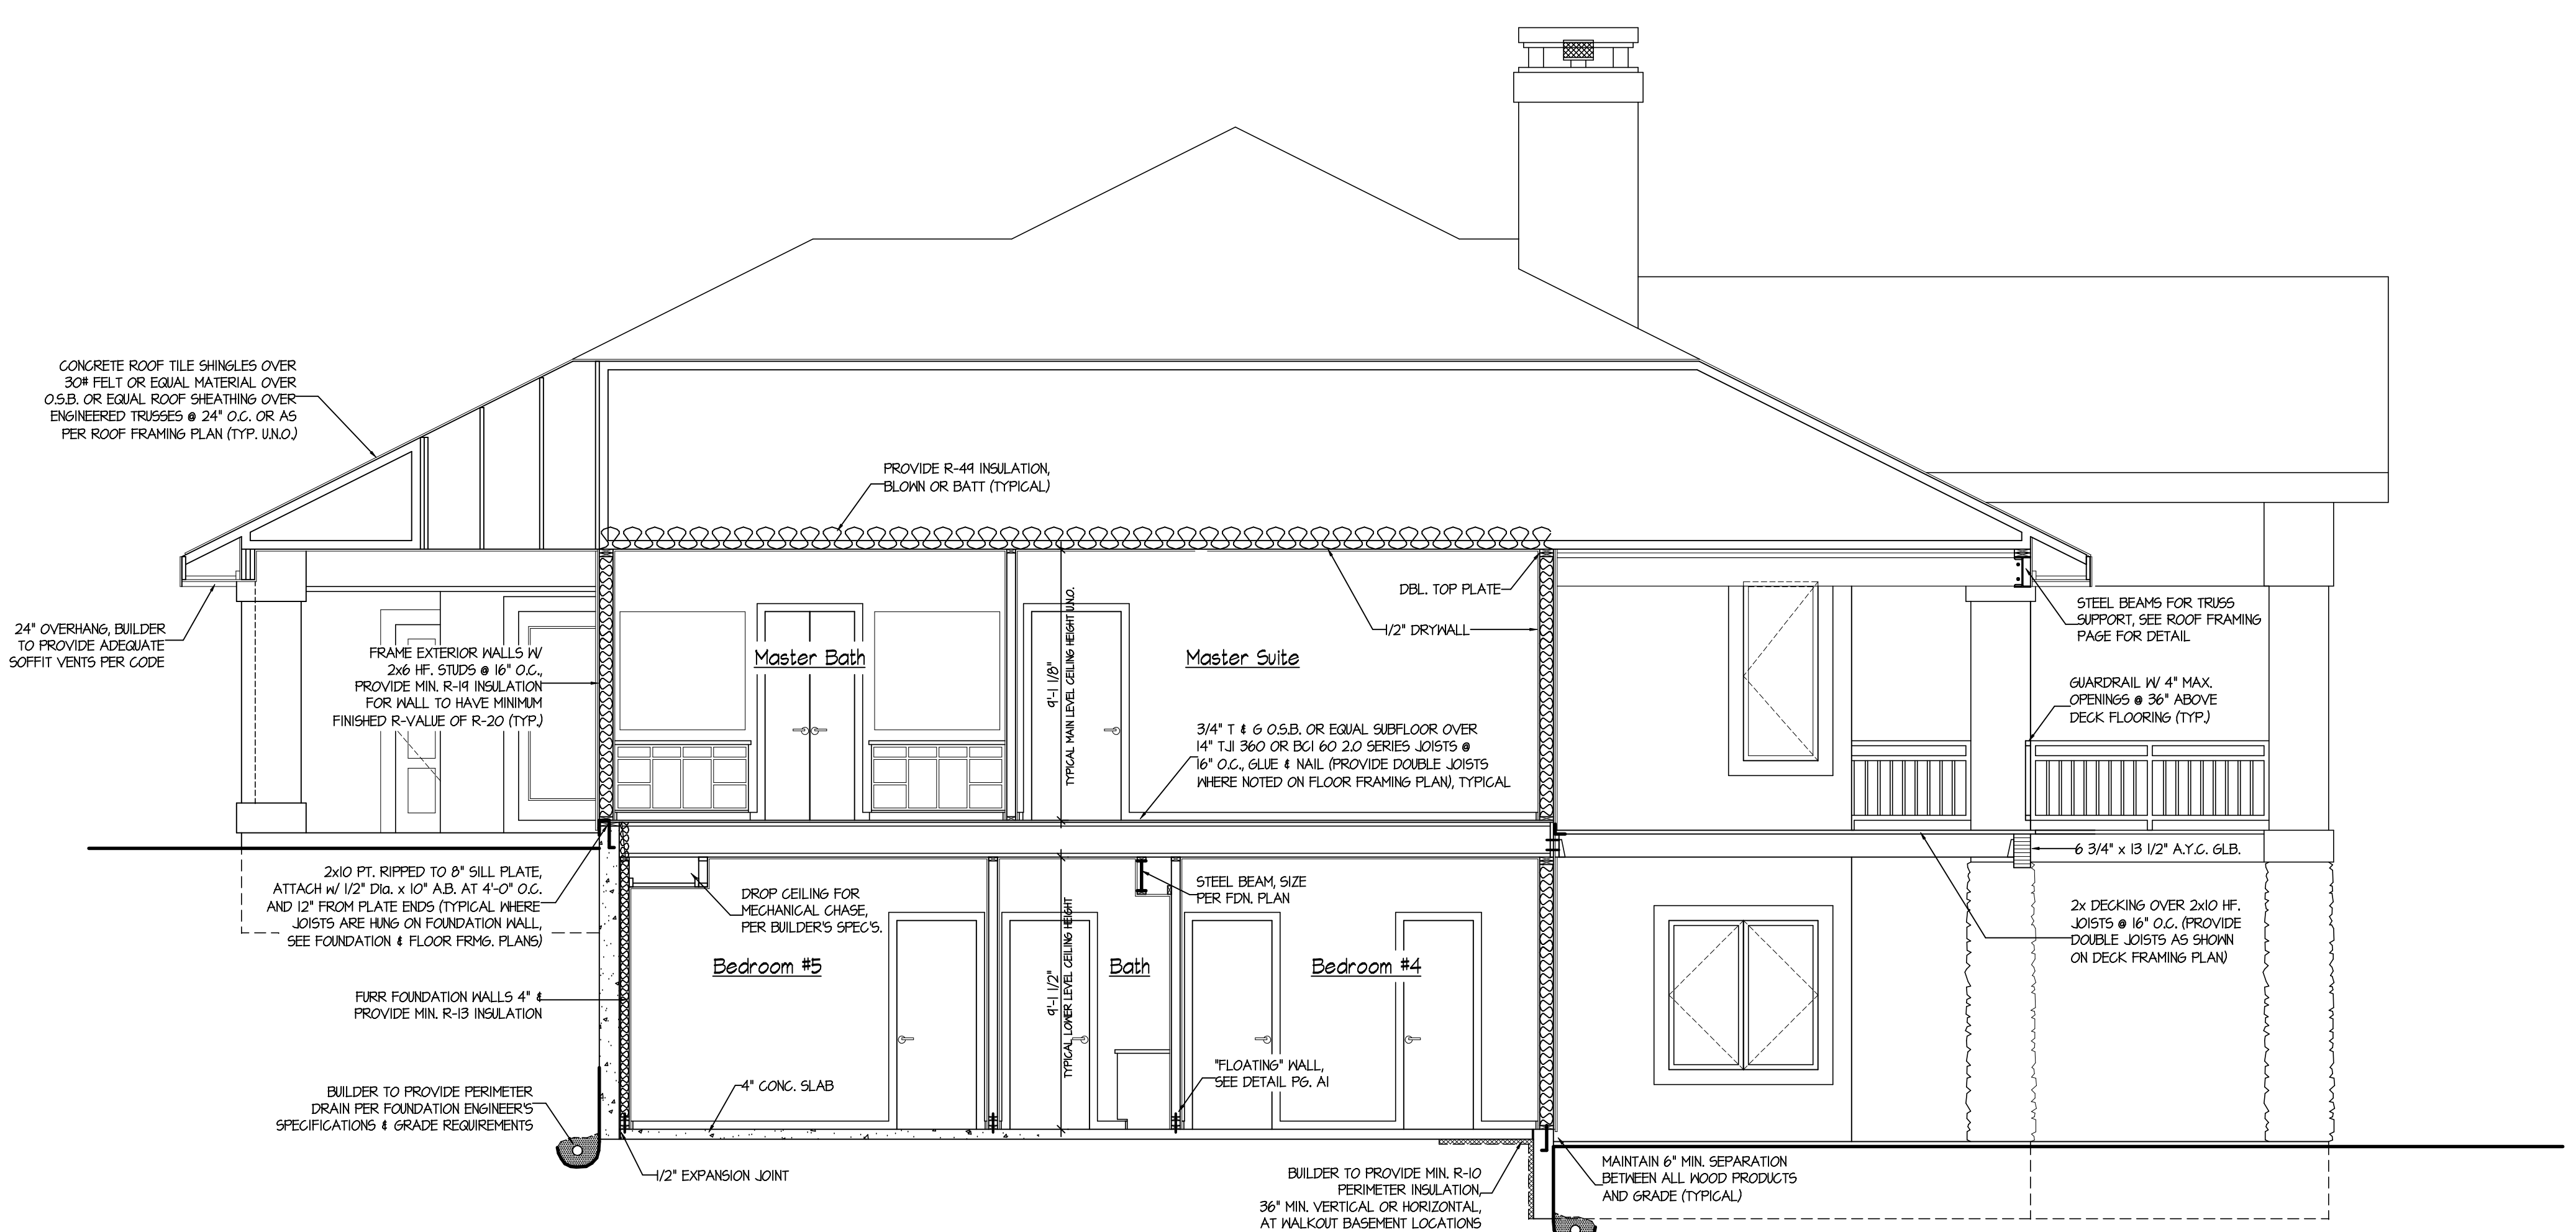 CONCRETE ROOF TILE SHINGLES OVER
30# FELT OR EQUAL MATERIAL OVER
O.S.B. OR EQUAL ROOF SHEATHING OVER
ENGINEERED TRUSSES @ 24" O.C. OR AS
PER ROOF FRAMING PLAN (TYP. U.N.O.)
PROVIDE R-49 INSULATION,
BLOWN OR BATT (TYPICAL)
24" OVERHANG, BUILDER
TO PROVIDE ADEQUATE
SOFFIT VENTS PER CODE
FRAME EXTERIOR WALLS W/
2x6 HF. STUDS @ 16" O.C.,
PROVIDE MIN. R-19 INSULATION
FOR WALL TO HAVE MINIMUM
FINISHED R-VALUE OF R-20 (TYP.)
Master Bath
9'-1 1/8"
TYPICAL MAIN LEVEL CEILING HEIGHT U.N.O.
Master Suite
DBL. TOP PLATE
1/2" DRYWALL
3/4" T & G O.S.B. OR EQUAL SUBFLOOR OVER
14" TJI 360 OR BCI 60 2.0 SERIES JOISTS @
16" O.C., GLUE & NAIL (PROVIDE DOUBLE JOISTS
WHERE NOTED ON FLOOR FRAMING PLAN), TYPICAL
STEEL BEAMS FOR TRUSS
SUPPORT, SEE ROOF FRAMING
PAGE FOR DETAIL
GUARDRAIL W/ 4" MAX.
OPENINGS @ 36" ABOVE
DECK FLOORING (TYP.)
6 3/4" x 13 1/2" A.Y.C. GLB.
2x DECKING OVER 2x10 HF.
JOISTS @ 16" O.C. (PROVIDE
DOUBLE JOISTS AS SHOWN
ON DECK FRAMING PLAN)
2x10 PT. RIPPED TO 8" SILL PLATE,
ATTACH W/ 1/2" Dia. x 10" A.B. AT 4'-0" O.C.
AND 12" FROM PLATE ENDS (TYPICAL WHERE
JOISTS ARE HUNG ON FOUNDATION WALL,
SEE FOUNDATION & FLOOR FRMG. PLANS)
DROP CEILING FOR
MECHANICAL CHASE,
PER BUILDER'S SPEC'S.
STEEL BEAM, SIZE
PER FDN. PLAN
Bedroom #5
9'-1 1/2"
TYPICAL LOWER LEVEL CEILING HEIGHT
Bath
Bedroom #4
FURR FOUNDATION WALLS 4" &
PROVIDE MIN. R-13 INSULATION
"FLOATING" WALL,
SEE DETAIL PG. A1
4" CONC. SLAB
BUILDER TO PROVIDE PERIMETER
DRAIN PER FOUNDATION ENGINEER'S
SPECIFICATIONS & GRADE REQUIREMENTS
1/2" EXPANSION JOINT
BUILDER TO PROVIDE MIN. R-10
PERIMETER INSULATION,
36" MIN. VERTICAL OR HORIZONTAL,
AT WALKOUT BASEMENT LOCATIONS
MAINTAIN 6" MIN. SEPARATION
BETWEEN ALL WOOD PRODUCTS
AND GRADE (TYPICAL)